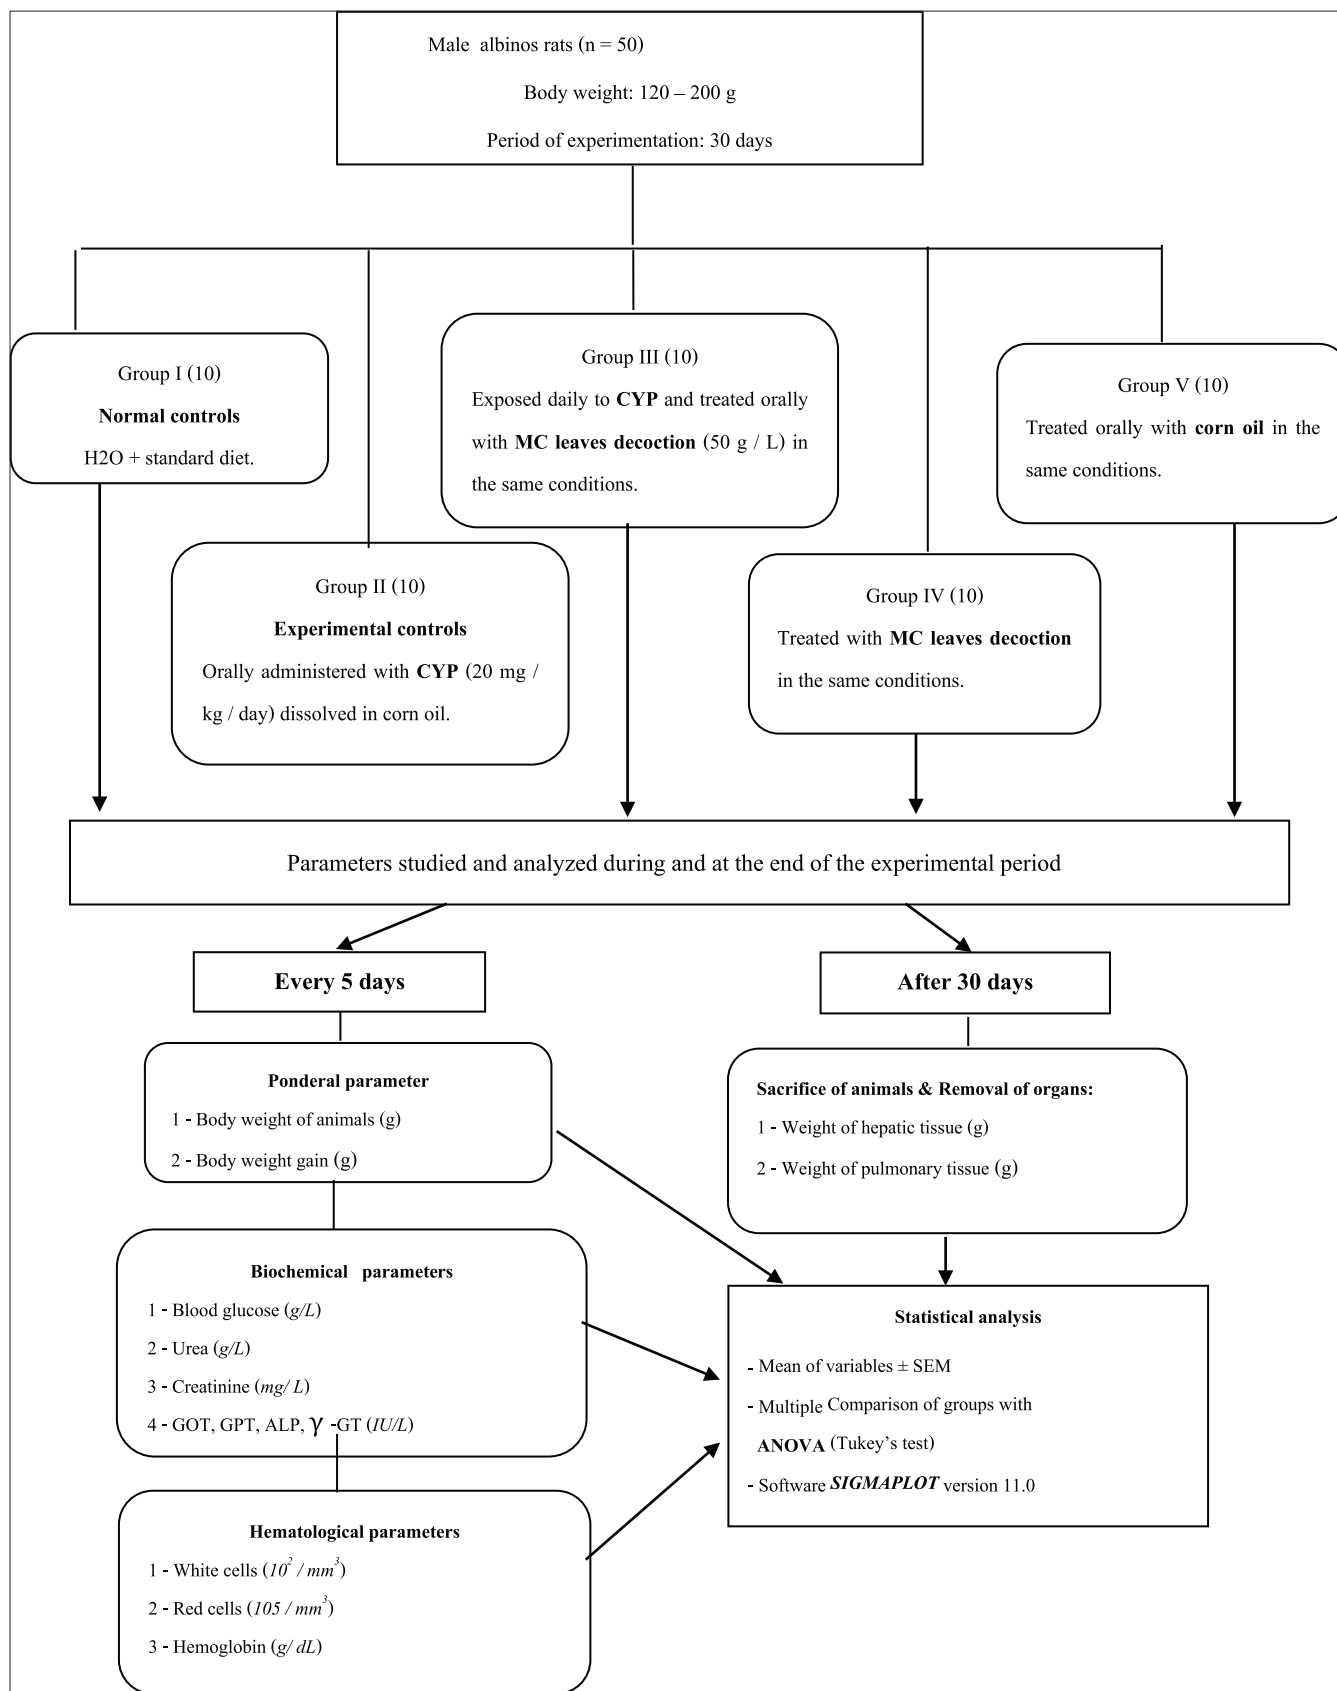 Male albinos rats (n = 50)
Body weight: 120 – 200 g
Period of experimentation: 30 days
Group I (10)
Normal controls
H2O + standard diet.
Group II (10)
Experimental controls
Orally administered with CYP (20 mg /
kg / day) dissolved in corn oil.
Group III (10)
Exposed daily to CYP and treated orally
with MC leaves decoction (50 g / L) in
the same conditions.
Group IV (10)
Treated with MC leaves decoction
in the same conditions.
Group V (10)
Treated orally with corn oil in the
same conditions.
Parameters studied and analyzed during and at the end of the experimental period
Every 5 days
Ponderal parameter
1 - Body weight of animals (g)
2 - Body weight gain (g)
Biochemical parameters
1 - Blood glucose (g/L)
2 - Urea (g/L)
3 - Creatinine (mg/ L)
4 - GOT, GPT, ALP, γ -GT (IU/L)
Hematological parameters
1 - White cells (10² / mm³)
2 - Red cells (105 / mm³)
3 - Hemoglobin (g/ dL)
After 30 days
Sacrifice of animals & Removal of organs:
1 - Weight of hepatic tissue (g)
2 - Weight of pulmonary tissue (g)
Statistical analysis
- Mean of variables ± SEM
- Multiple Comparison of groups with
ANOVA (Tukey's test)
- Software SIGMAPLOT version 11.0